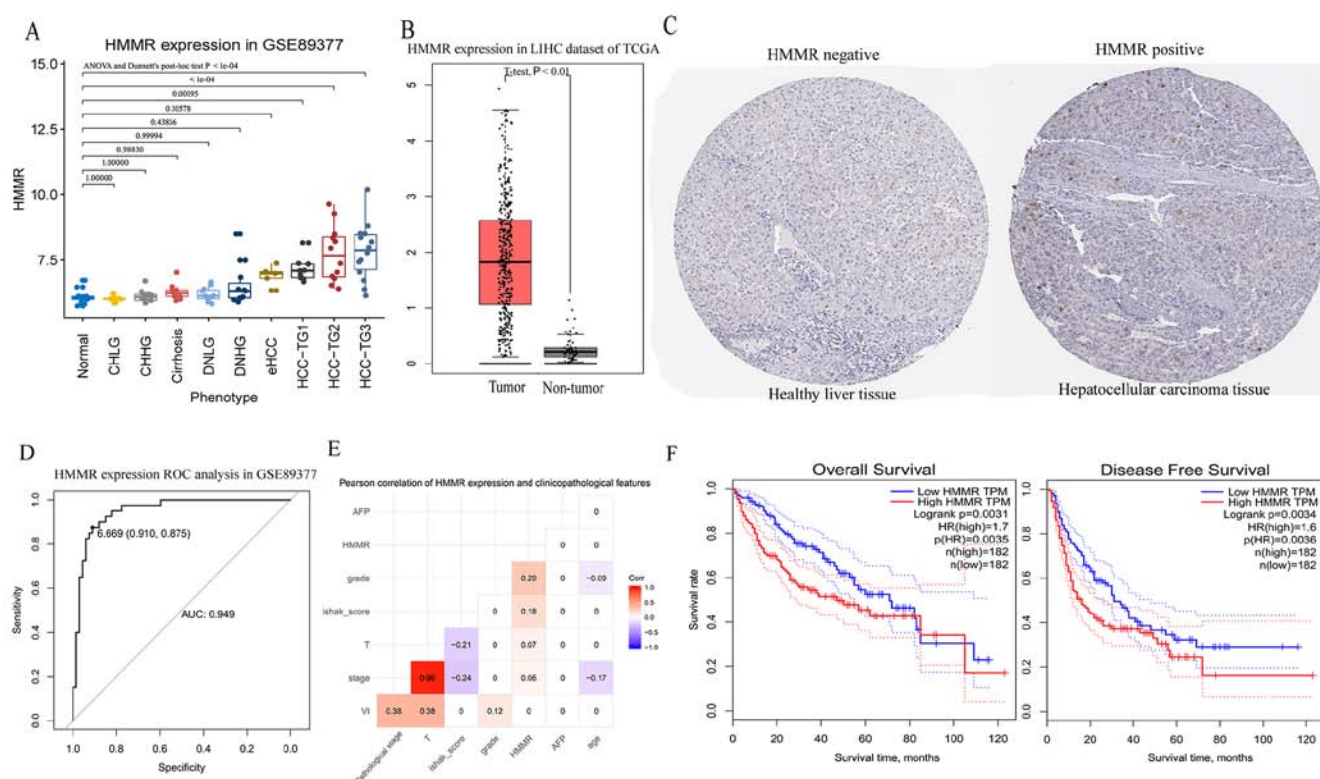 A
HMMR expression in GSE89377
15.0
12.5
10.0
7.5
HMMR
ANOVA and Dunnett's post-hoc test P < 1e-04
< 1e-04
0.00095
0.10578
0.43816
0.99994
0.98830
1.00000
1.00000
Normal
CHLG
CHHG
Cirrhosis
DNLG
DNHG
eHCC
HCC-TG1
HCC-TG2
HCC-TG3
Phenotype
B
HMMR expression in LIHC dataset of TCGA
T-test, P < 0.01
5
4
3
2
1
0
Tumor
Non-tumor
C
HMMR negative
HMMR positive
Healthy liver tissue
Hepatocellular carcinoma tissue
D
HMMR expression ROC analysis in GSE89377
1.0
0.8
0.6
0.4
0.2
0.0
Sensitivity
6.669 (0.910, 0.875)
AUC: 0.949
1.0 0.8 0.6 0.4 0.2 0.0
Specificity
E
Pearson correlation of HMMR expression and clinicopathological features
AFP 0
HMMR 0 0
grade 0.29 0 -0.09
ishak_score 0 0.18 0 0
T -0.21 0 0.07 0 0
stage -0.24 0 0.06 0 -0.17
VI 0.38 0.38 0 0.12 0 0 0
Pathological stage
T
ishak_score
grade
HMMR
AFP
age
Corr
1.0
0.5
0.0
-0.5
-1.0
F
Overall Survival
Low HMMR TPM
High HMMR TPM
Logrank p=0.0031
HR(high)=1.7
p(HR)=0.0035
n(high)=182
n(low)=182
Survival rate
1.0
0.8
0.6
0.4
0.2
0.0
0 20 40 60 80 100 120
Survival time, months
Disease Free Survival
Low HMMR TPM
High HMMR TPM
Logrank p=0.0034
HR(high)=1.6
p(HR)=0.0036
n(high)=182
n(low)=182
1.0
0.8
0.6
0.4
0.2
0.0
0 20 40 60 80 100 120
Survival time, months